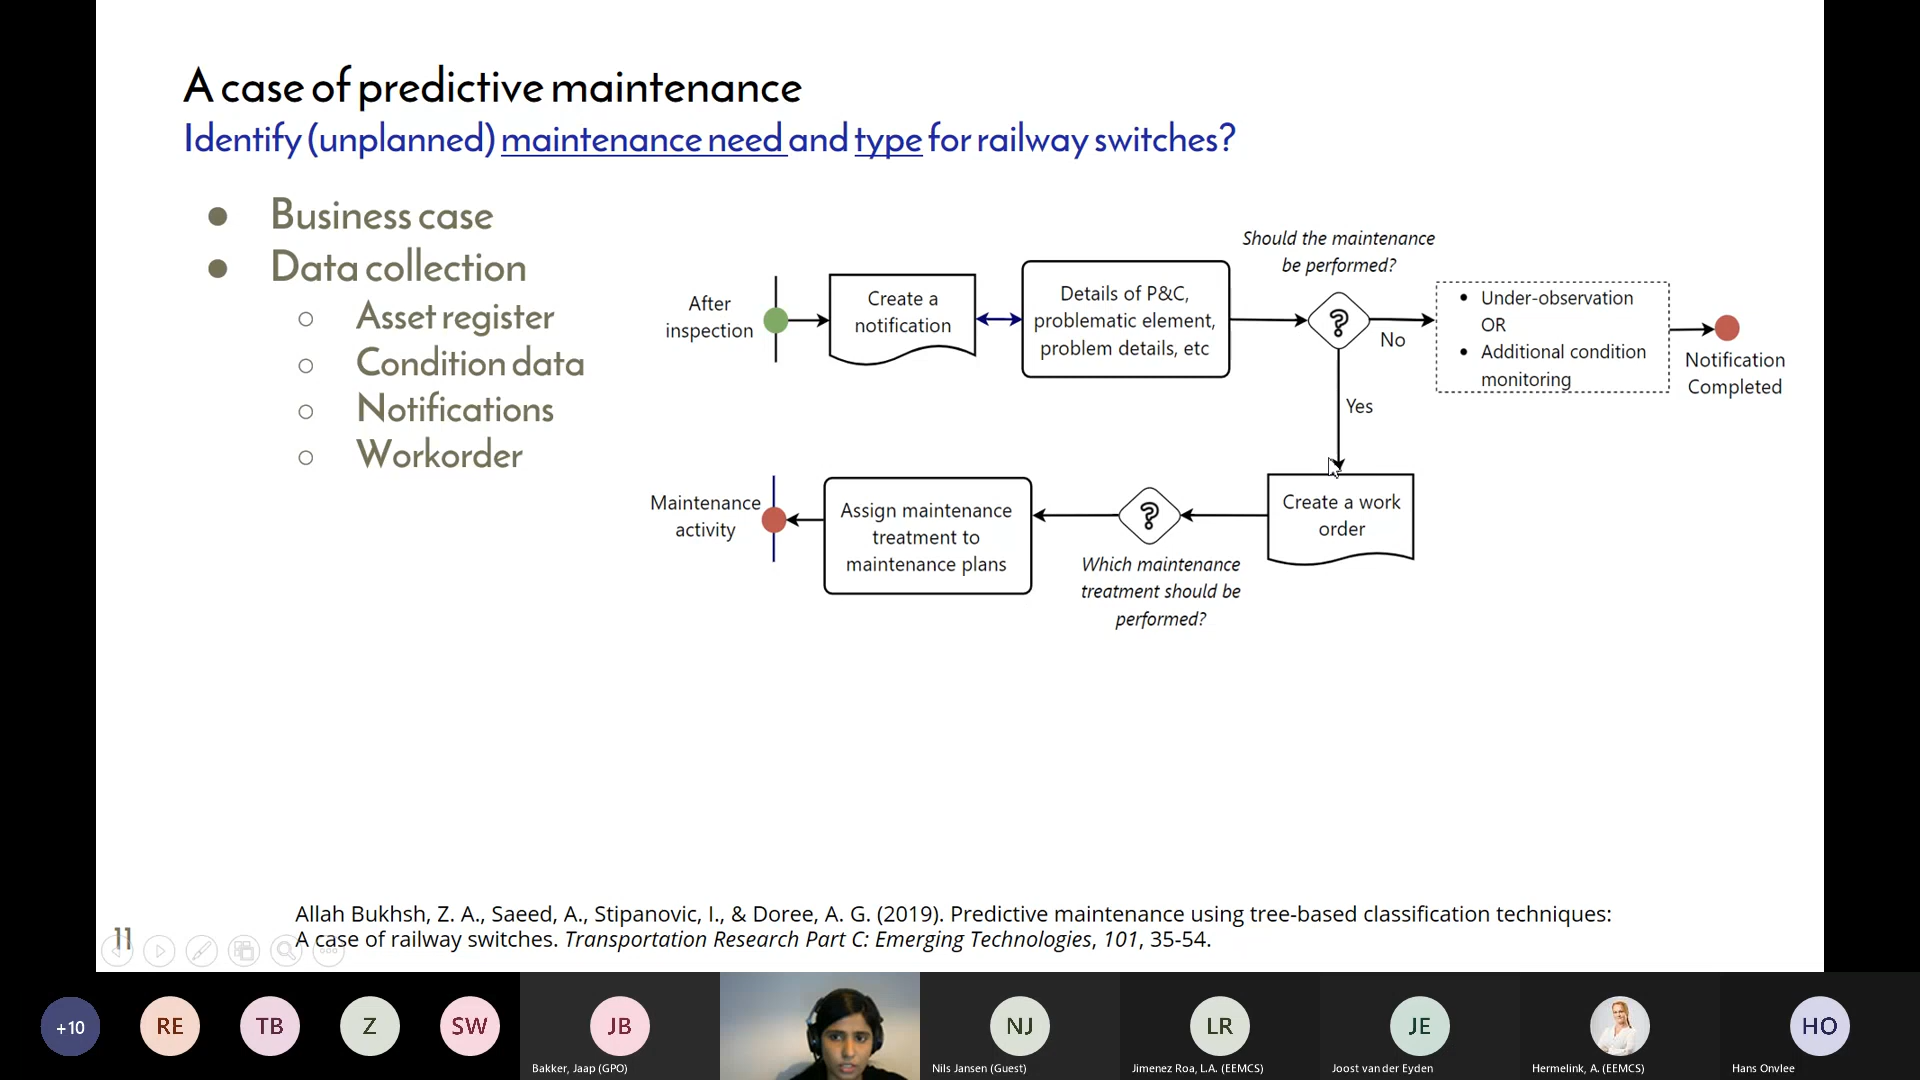 A case of predictive maintenance
Identify (unplanned) maintenance need and type for railway switches?
● Business case
● Data collection
○ Asset register
○ Condition data
○ Notifications
○ Workorder
After
inspection
Create a
notification
Details of P&C,
problematic element,
problem details, etc
Should the maintenance
be performed?
?
No
• Under-observation
OR
• Additional condition
monitoring
Notification
Completed
Yes
Create a work
order
?
Which maintenance
treatment should be
performed?
Assign maintenance
treatment to
maintenance plans
Maintenance
activity
Allah Bukhsh, Z. A., Saeed, A., Stipanovic, I., & Doree, A. G. (2019). Predictive maintenance using tree-based classification techniques:
A case of railway switches. Transportation Research Part C: Emerging Technologies, 101, 35-54.
11
+10
RE
TB
Z
SW
JB
Bakker, Jaap (GPO)
NJ
Nils Jansen (Guest)
LR
Jimenez Roa, L.A. (EEMCS)
JE
Joost van der Eyden
Hermelink, A. (EEMCS)
HO
Hans Onvlee